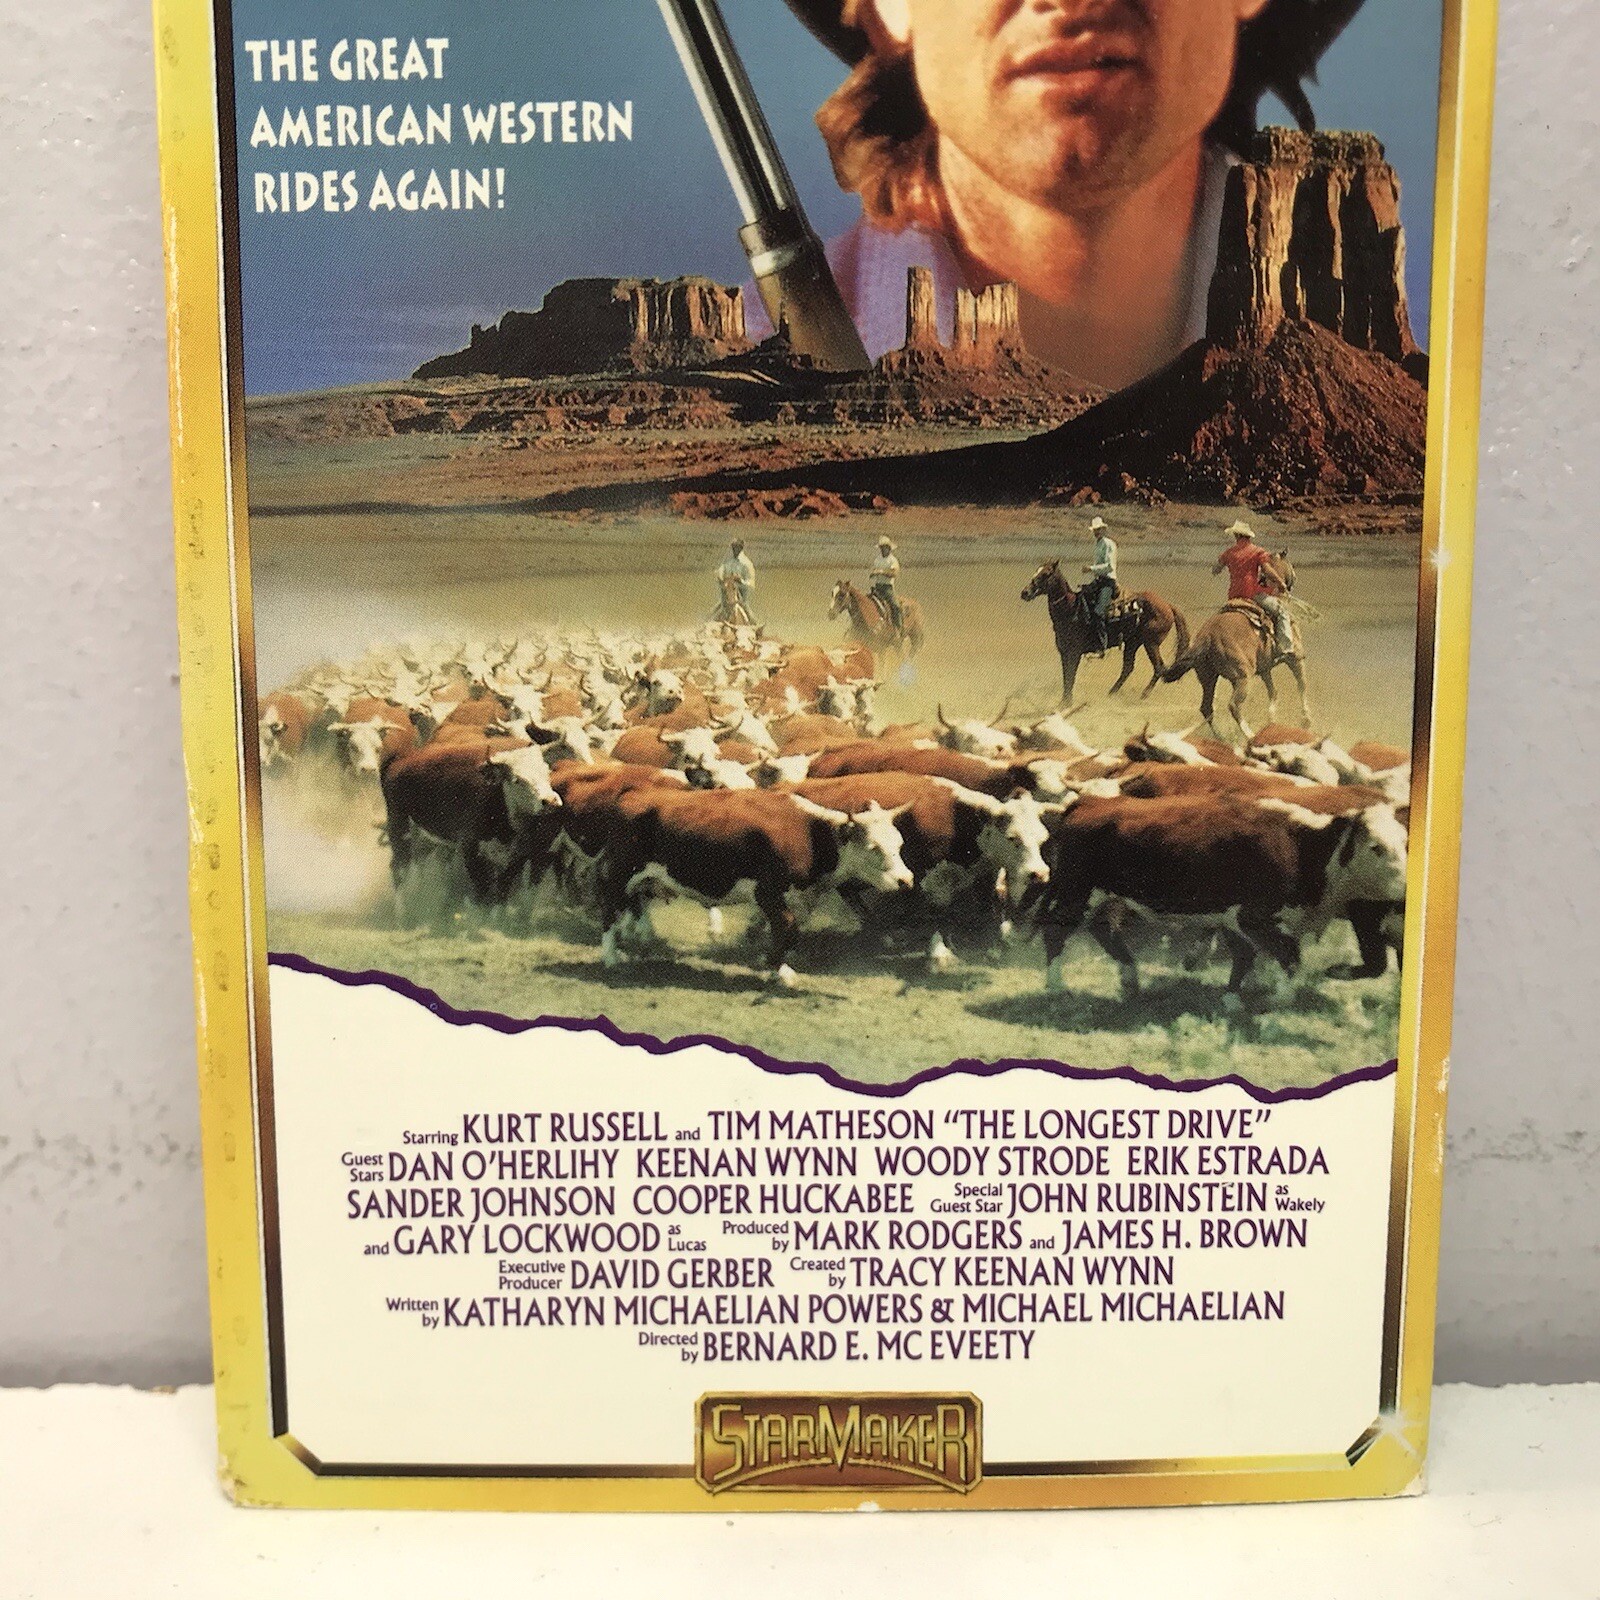 THE GREAT
AMERICAN WESTERN
RIDES AGAIN!
Starring KURT RUSSELL and TIM MATHESON “THE LONGEST DRIVE”
Guest Stars DAN O’HERLIHY KEENAN WYNN WOODY STRODE ERIK ESTRADA
SANDER JOHNSON COOPER HUCKABEE Special Guest Star JOHN RUBINSTEIN as Wakely
and GARY LOCKWOOD as Lucas Produced by MARK RODGERS and JAMES H. BROWN
Executive Producer DAVID GERBER Created by TRACY KEENAN WYNN
Written by KATHARYN MICHAELIAN POWERS & MICHAEL MICHAELIAN
Directed by BERNARD E. MC EVEETY
STARMAKER